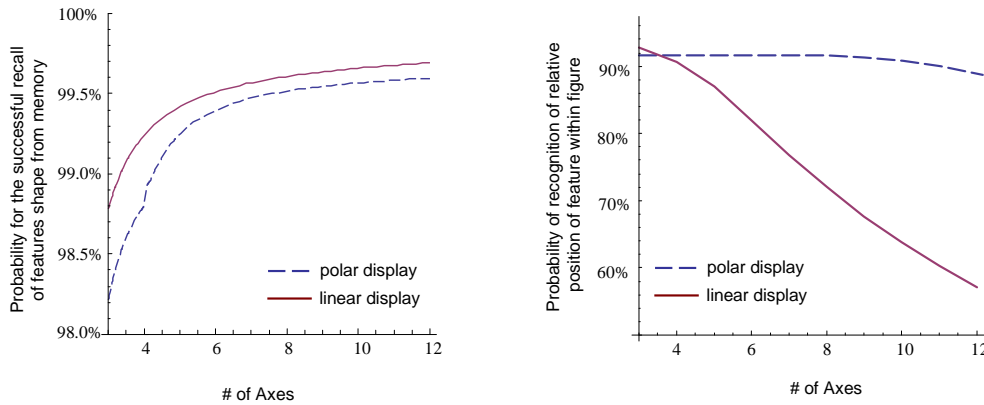 Probability for the successful recall
of features shape from memory
100%
99.5%
99.0%
98.5%
98.0%
polar display
linear display
4 6 8 10 12
# of Axes
Probability of recognition of relative
position of feature within figure
90%
80%
70%
60%
polar display
linear display
4 6 8 10 12
# of Axes